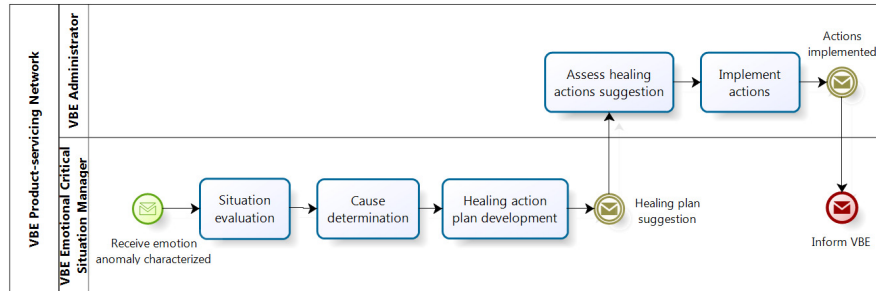 VBE Product-servicing Network
VBE Administrator
Assess healing
actions suggestion
Implement
actions
Actions
implemented
VBE Emotional Critical
Situation Manager
Receive emotion
anomaly characterized
Situation
evaluation
Cause
determination
Healing action
plan development
Healing plan
suggestion
Inform VBE